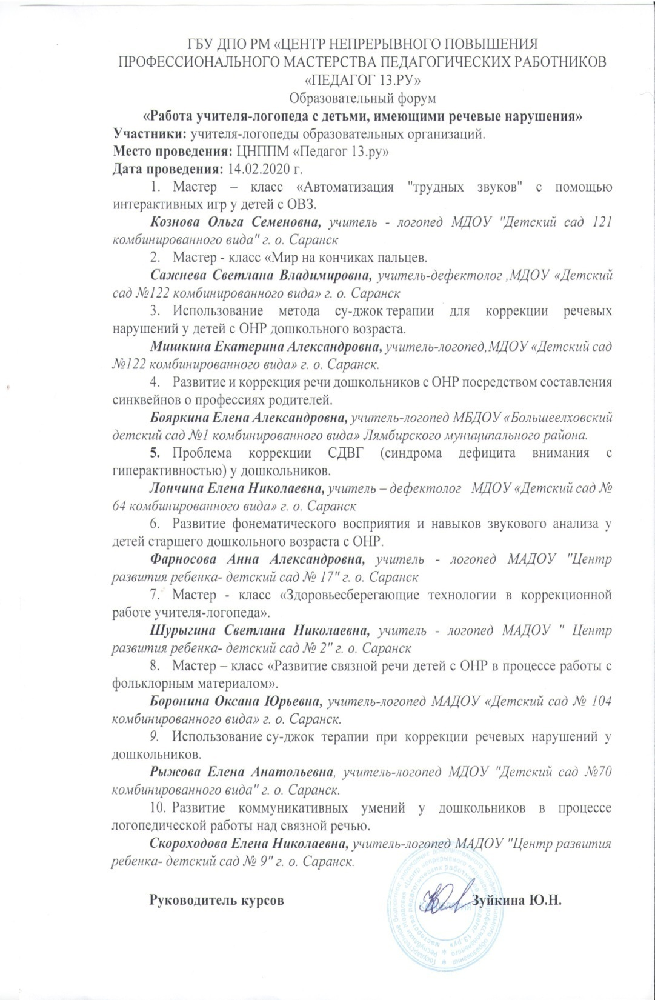 ГБУ ДПО РМ «ЦЕНТР НЕПРЕРЫВНОГО ПОВЫШЕНИЯ
ПРОФЕССИОНАЛЬНОГО МАСТЕРСТВА ПЕДАГОГИЧЕСКИХ РАБОТНИКОВ
«ПЕДАГОГ 13.РУ»
Образовательный форум
«Работа учителя-логопеда с детьми, имеющими речевые нарушения»
Участники: учителя-логопеды образовательных организаций.
Место проведения: ЦНППМ «Педагог 13.ру»
Дата проведения: 14.02.2020 г.
1. Мастер – класс «Автоматизация "трудных звуков" с помощью
интерактивных игр у детей с ОВЗ.
Кознова Ольга Семеновна, учитель - логопед МДОУ "Детский сад 121
комбинированного вида" г. о. Саранск
2. Мастер - класс «Мир на кончиках пальцев.
Сажнева Светлана Владимировна, учитель-дефектолог ,МДОУ «Детский
сад №122 комбинированного вида» г. о. Саранск
3. Использование метода су-джок терапии для коррекции речевых
нарушений у детей с ОНР дошкольного возраста.
Мишкина Екатерина Александровна, учитель-логопед,МДОУ «Детский сад
№122 комбинированного вида» г. о. Саранск.
4. Развитие и коррекция речи дошкольников с ОНР посредством составления
синквейнов о профессиях родителей.
Бояркина Елена Александровна, учитель-логопед МБДОУ «Большеелховский
детский сад №1 комбинированного вида» Лямбирского муниципального района.
5. Проблема коррекции СДВГ (синдрома дефицита внимания с
гиперактивностью) у дошкольников.
Лончина Елена Николаевна, учитель – дефектолог МДОУ «Детский сад №
64 комбинированного вида» г. о. Саранск
6. Развитие фонематического восприятия и навыков звукового анализа у
детей старшего дошкольного возраста с ОНР.
Фарносова Анна Александровна, учитель - логопед МАДОУ "Центр
развития ребенка- детский сад № 17" г. о. Саранск
7. Мастер - класс «Здоровьесберегающие технологии в коррекционной
работе учителя-логопеда».
Шурыгина Светлана Николаевна, учитель - логопед МАДОУ " Центр
развития ребенка- детский сад № 2" г. о. Саранск
8. Мастер – класс «Развитие связной речи детей с ОНР в процессе работы с
фольклорным материалом».
Боронина Оксана Юрьевна, учитель-логопед МАДОУ «Детский сад № 104
комбинированного вида» г. о. Саранск.
9. Использование су-джок терапии при коррекции речевых нарушений у
дошкольников.
Рыжова Елена Анатольевна, учитель-логопед МДОУ "Детский сад №70
комбинированного вида" г. о. Саранск.
10. Развитие коммуникативных умений у дошкольников в процессе
логопедической работы над связной речью.
Скороходова Елена Николаевна, учитель-логопед МАДОУ "Центр развития
ребенка- детский сад № 9" г. о. Саранск.
Руководитель курсов Зуйкина Ю.Н.